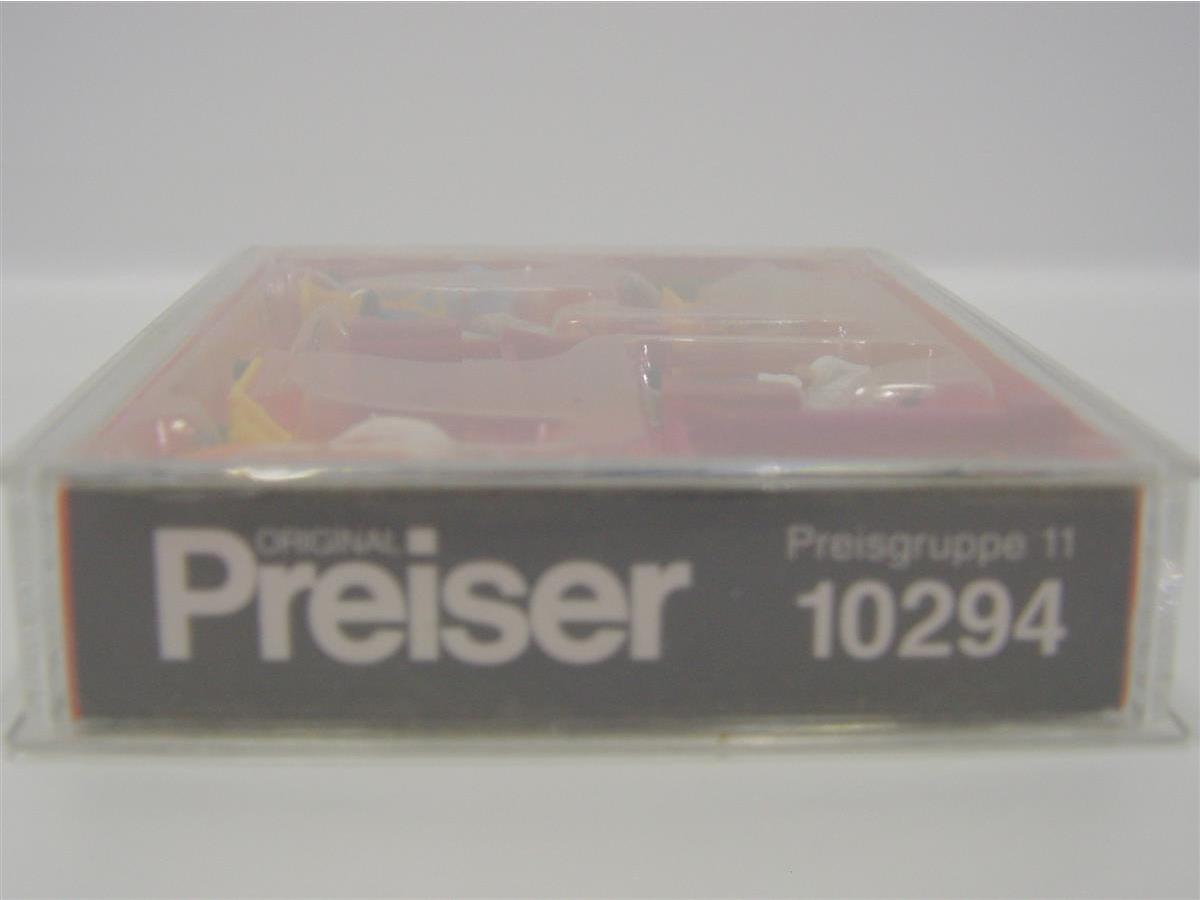 ORIGINAL
Preiser
Preisgruppe 11
10294